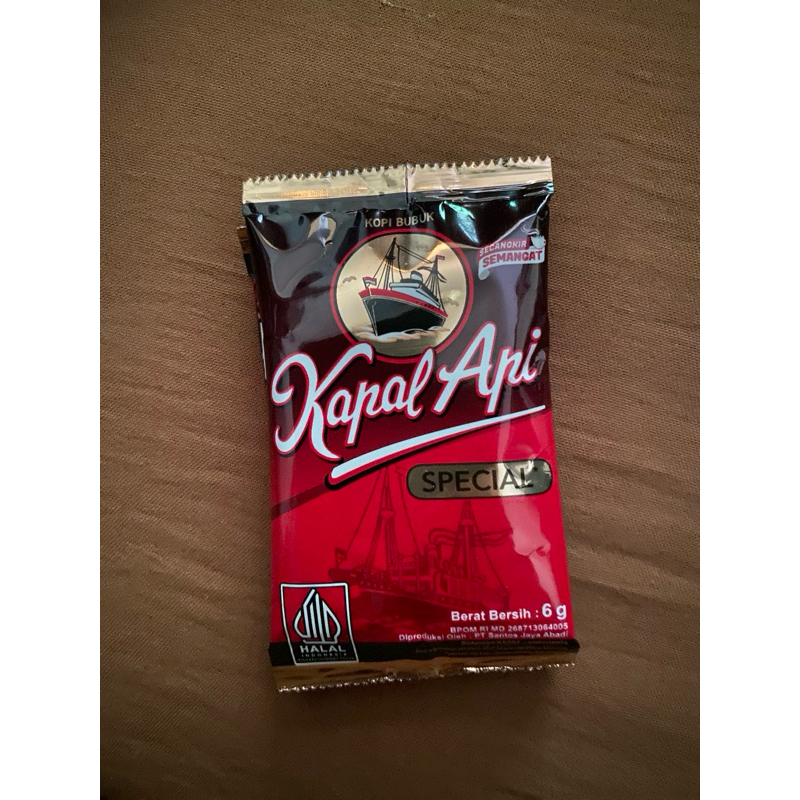 KOPI BUBUK
SECANGKIR
SEMANGAT
Kapal Api
SPECIAL
Berat Bersih : 6 g
BPOM RI MD 268713064005
Diproduksi Oleh : PT Santos Jaya Abadi
HALAL
INDONESIA